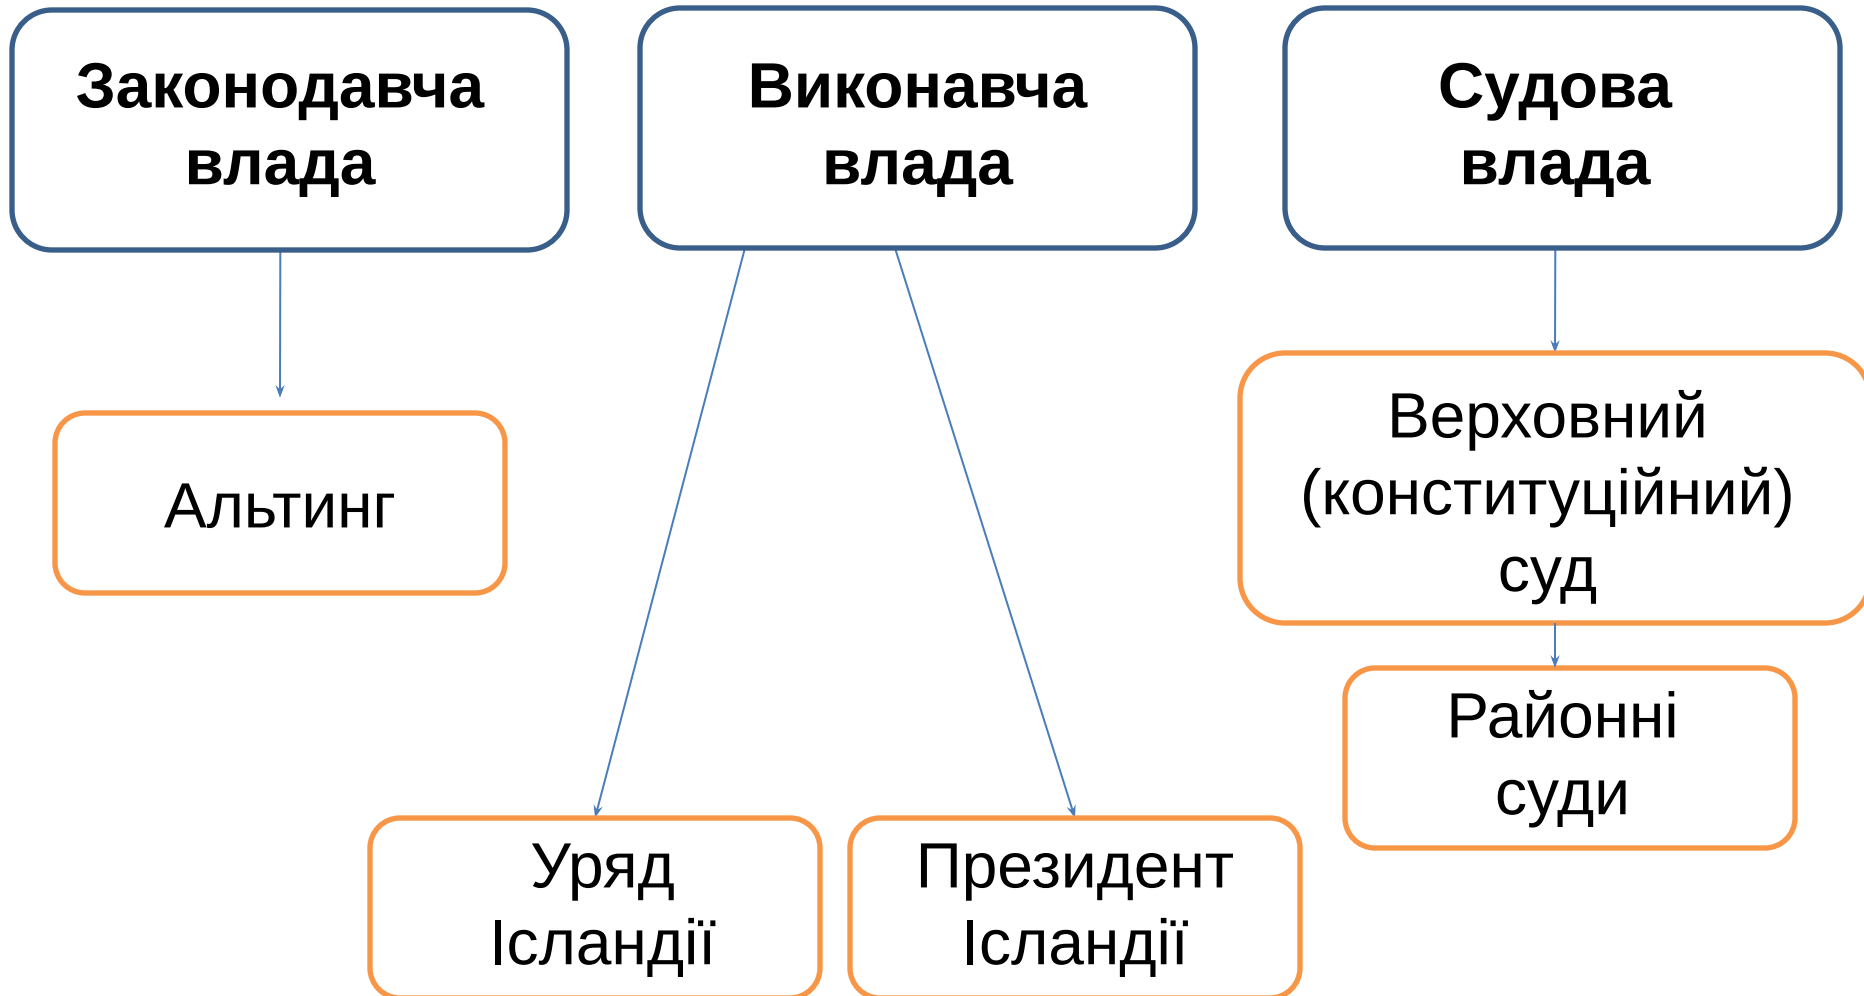 Законодавча
влада
Виконавча
влада
Судова
влада
Альтинг
Верховний
(конституційний)
суд
Районні
суди
Уряд
Ісландії
Президент
Ісландії